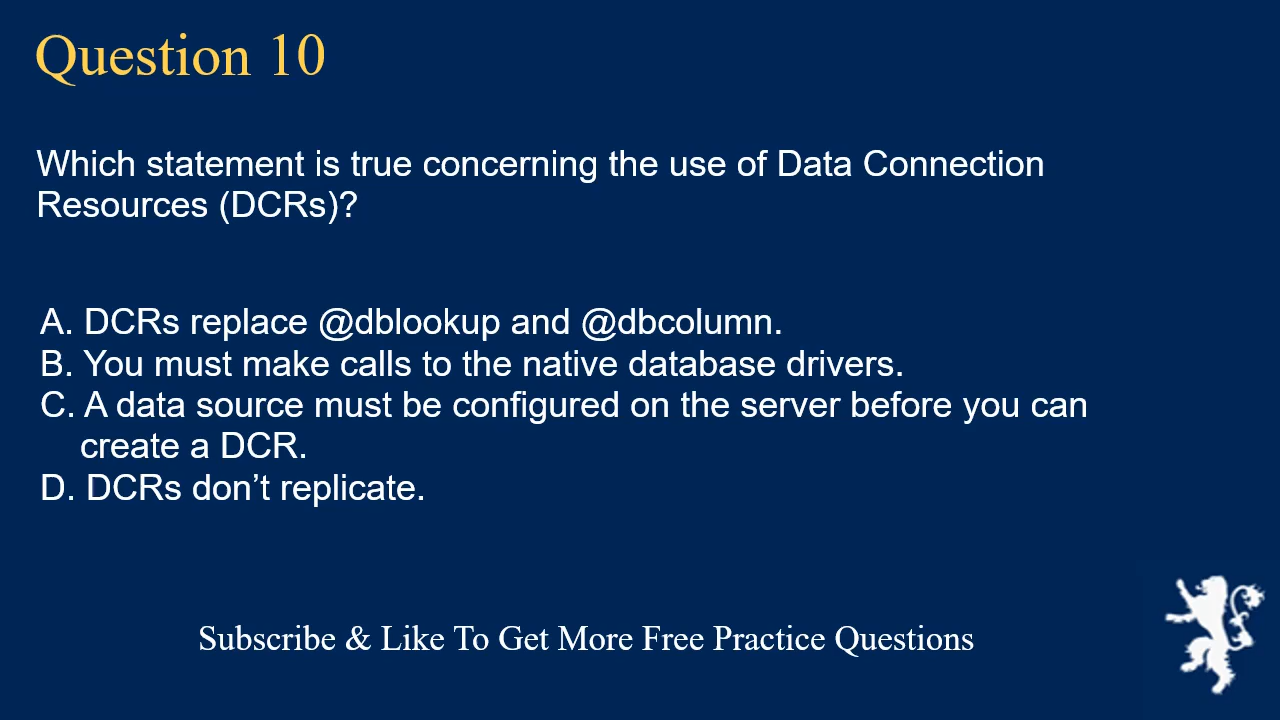 Question 10
Which statement is true concerning the use of Data Connection
Resources (DCRs)?
A. DCRs replace @dblookup and @dbcolumn.
B. You must make calls to the native database drivers.
C. A data source must be configured on the server before you can
create a DCR.
D. DCRs don’t replicate.
Subscribe & Like To Get More Free Practice Questions